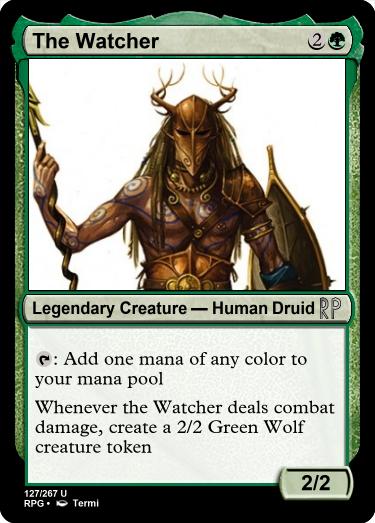 The Watcher 2
Legendary Creature — Human Druid RP
: Add one mana of any color to
your mana pool
Whenever the Watcher deals combat
damage, create a 2/2 Green Wolf
creature token
2/2
127/267 U
RPG • Termi